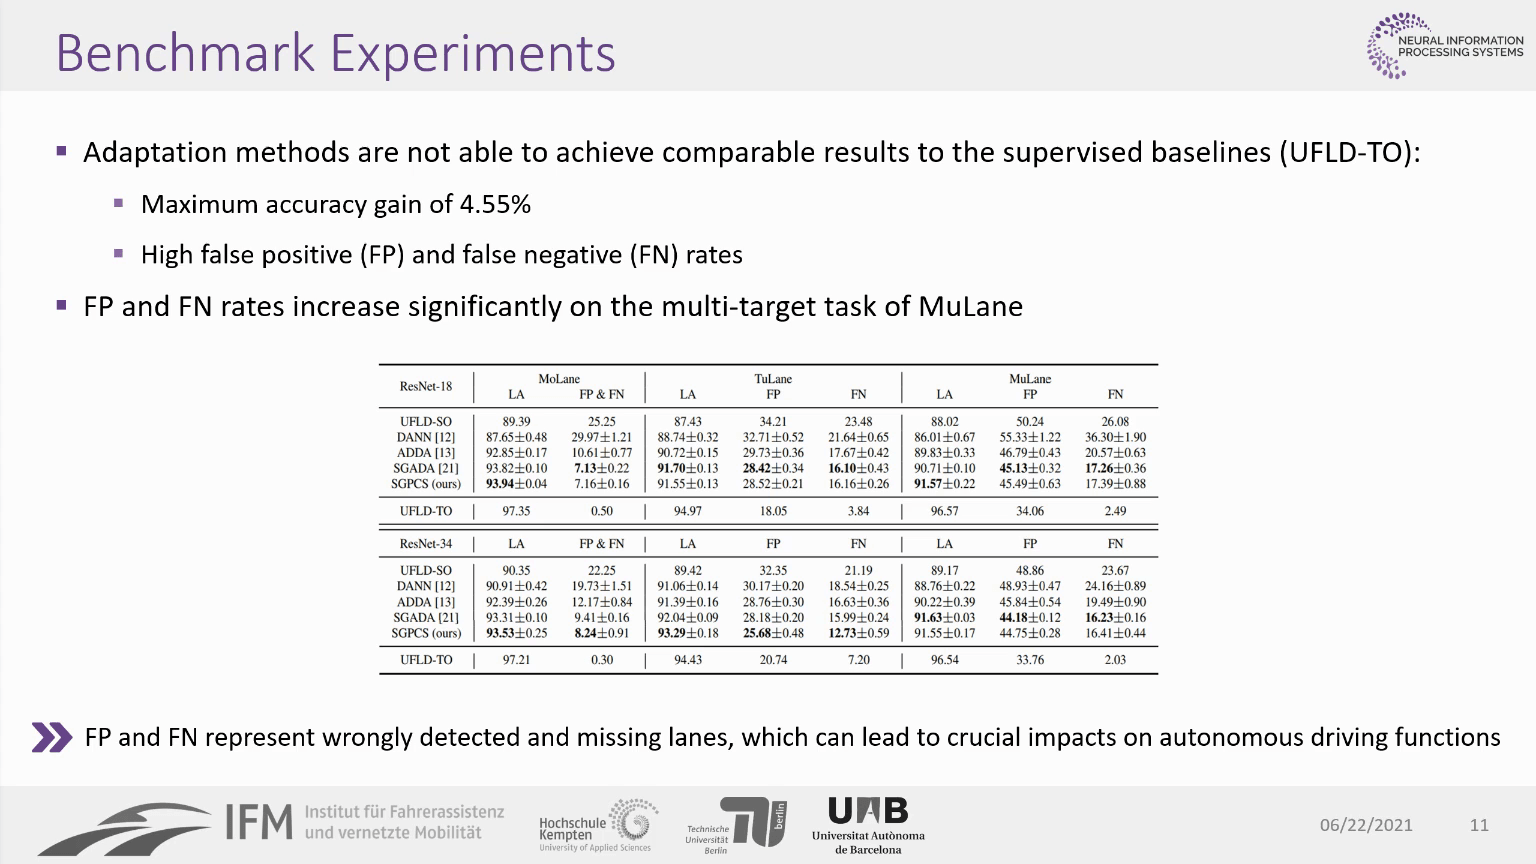 Benchmark Experiments
NEURAL INFORMATION
PROCESSING SYSTEMS
Adaptation methods are not able to achieve comparable results to the supervised baselines (UFLD-TO):
Maximum accuracy gain of 4.55%
High false positive (FP) and false negative (FN) rates
FP and FN rates increase significantly on the multi-target task of MuLane
ResNet-18 MoLane TuLane MuLane
LA FP & FN LA FP FN LA FP FN
UFLD-SO 89.39 25.25 87.43 34.21 23.48 88.02 50.24 26.08
DANN [12] 87.65±0.48 29.97±1.21 88.74±0.32 32.71±0.52 21.64±0.65 86.01±0.67 55.33±1.22 36.30±1.90
ADDA [13] 92.85±0.17 10.61±0.77 90.72±0.15 29.73±0.36 17.67±0.42 89.83±0.33 46.79±0.43 20.57±0.63
SGADA [21] 93.82±0.10 7.13±0.22 91.70±0.13 28.42±0.34 16.10±0.43 90.71±0.10 45.13±0.32 17.26±0.36
SGPCS (ours) 93.94±0.04 7.16±0.16 91.55±0.13 28.52±0.21 16.16±0.26 91.57±0.22 45.49±0.63 17.39±0.88
UFLD-TO 97.35 0.50 94.97 18.05 3.84 96.57 34.06 2.49
ResNet-34 LA FP & FN LA FP FN LA FP FN
UFLD-SO 90.35 22.25 89.42 32.35 21.19 89.17 48.86 23.67
DANN [12] 90.91±0.42 19.73±1.51 91.06±0.14 30.17±0.20 18.54±0.25 88.76±0.22 48.93±0.47 24.16±0.89
ADDA [13] 92.39±0.26 12.17±0.84 91.39±0.16 28.76±0.30 16.63±0.36 90.22±0.39 45.84±0.54 19.49±0.90
SGADA [21] 93.31±0.10 9.41±0.16 92.04±0.09 28.18±0.20 15.99±0.24 91.63±0.03 44.18±0.12 16.23±0.16
SGPCS (ours) 93.53±0.25 8.24±0.91 93.29±0.18 25.68±0.48 12.73±0.59 91.55±0.17 44.75±0.28 16.41±0.44
UFLD-TO 97.21 0.30 94.43 20.74 7.20 96.54 33.76 2.03
FP and FN represent wrongly detected and missing lanes, which can lead to crucial impacts on autonomous driving functions
IFM Institut für Fahrerassistenz
und vernetzte Mobilität
Hochschule
Kempten
University of Applied Sciences
Technische
Universität
Berlin
berlin
UAB
Universitat Autònoma
de Barcelona
06/22/2021 11